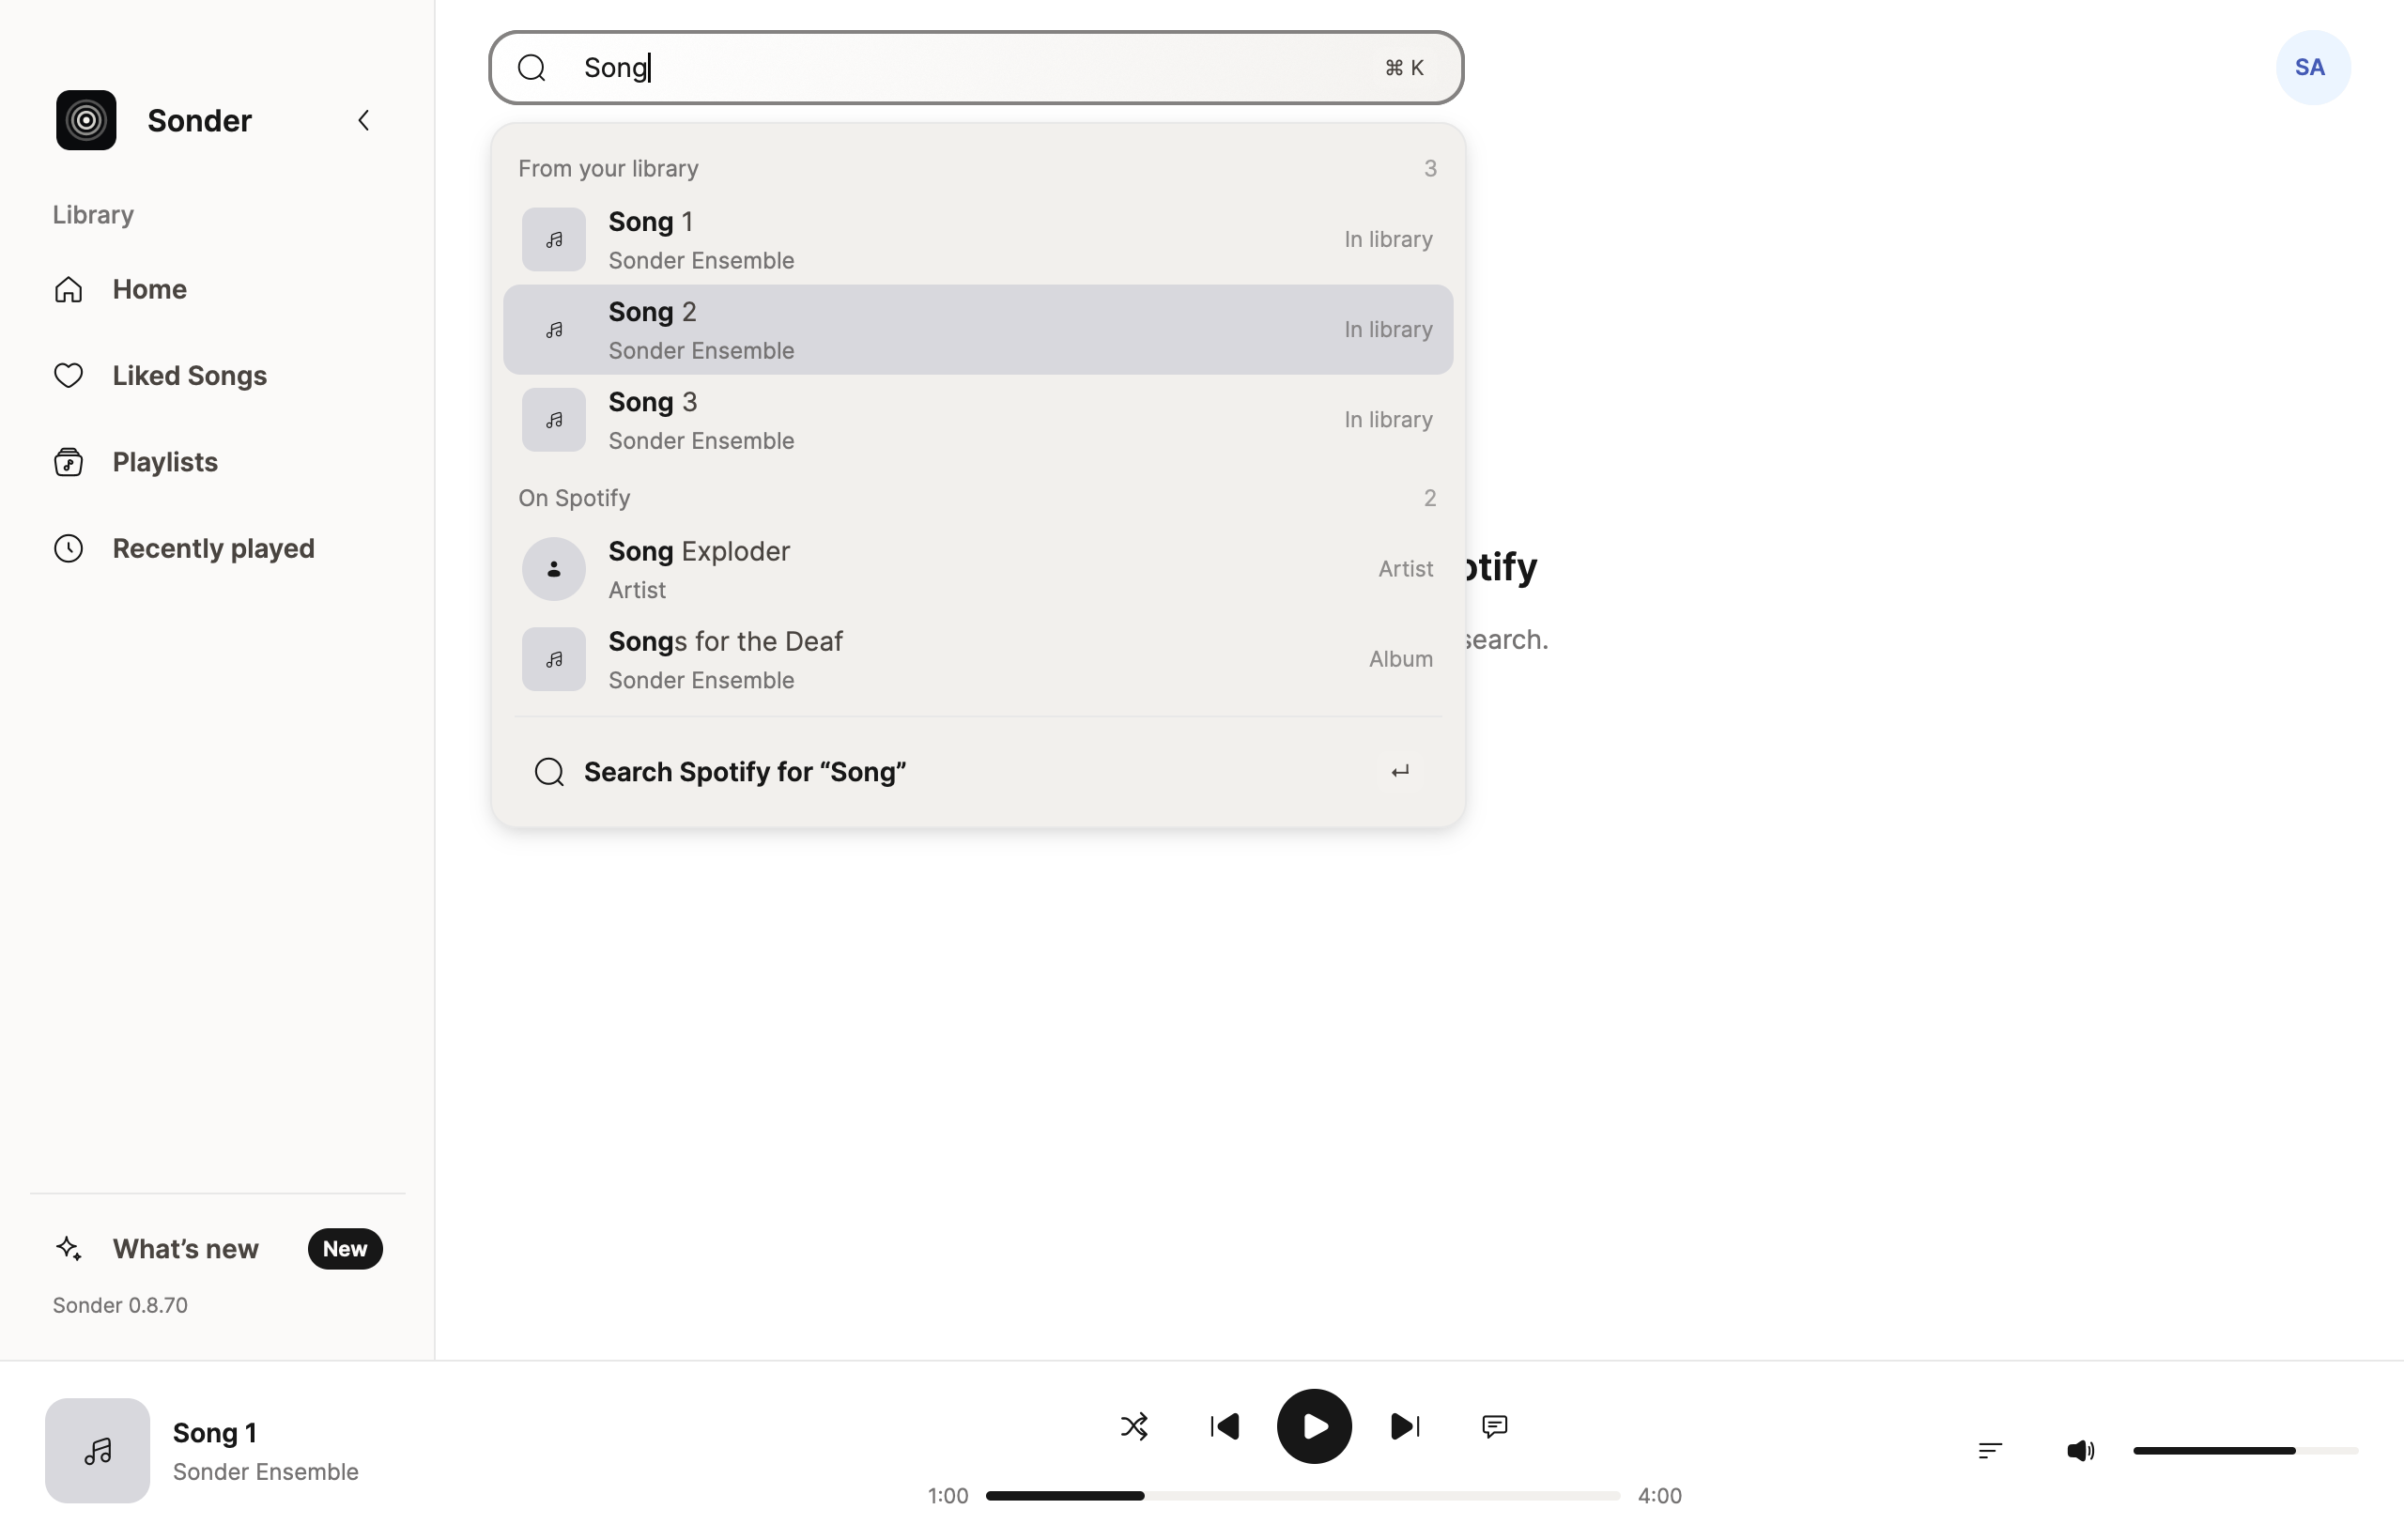 Song
⌘ K
SA
Sonder
Library
Home
Liked Songs
Playlists
Recently played
From your library 3
Song 1
Sonder Ensemble
In library
Song 2
Sonder Ensemble
In library
Song 3
Sonder Ensemble
In library
On Spotify 2
Song Exploder
Artist
Artist
Songs for the Deaf
Sonder Ensemble
Album
Search Spotify for “Song”
search.
What’s new New
Sonder 0.8.70
Song 1
Sonder Ensemble
1:00
4:00